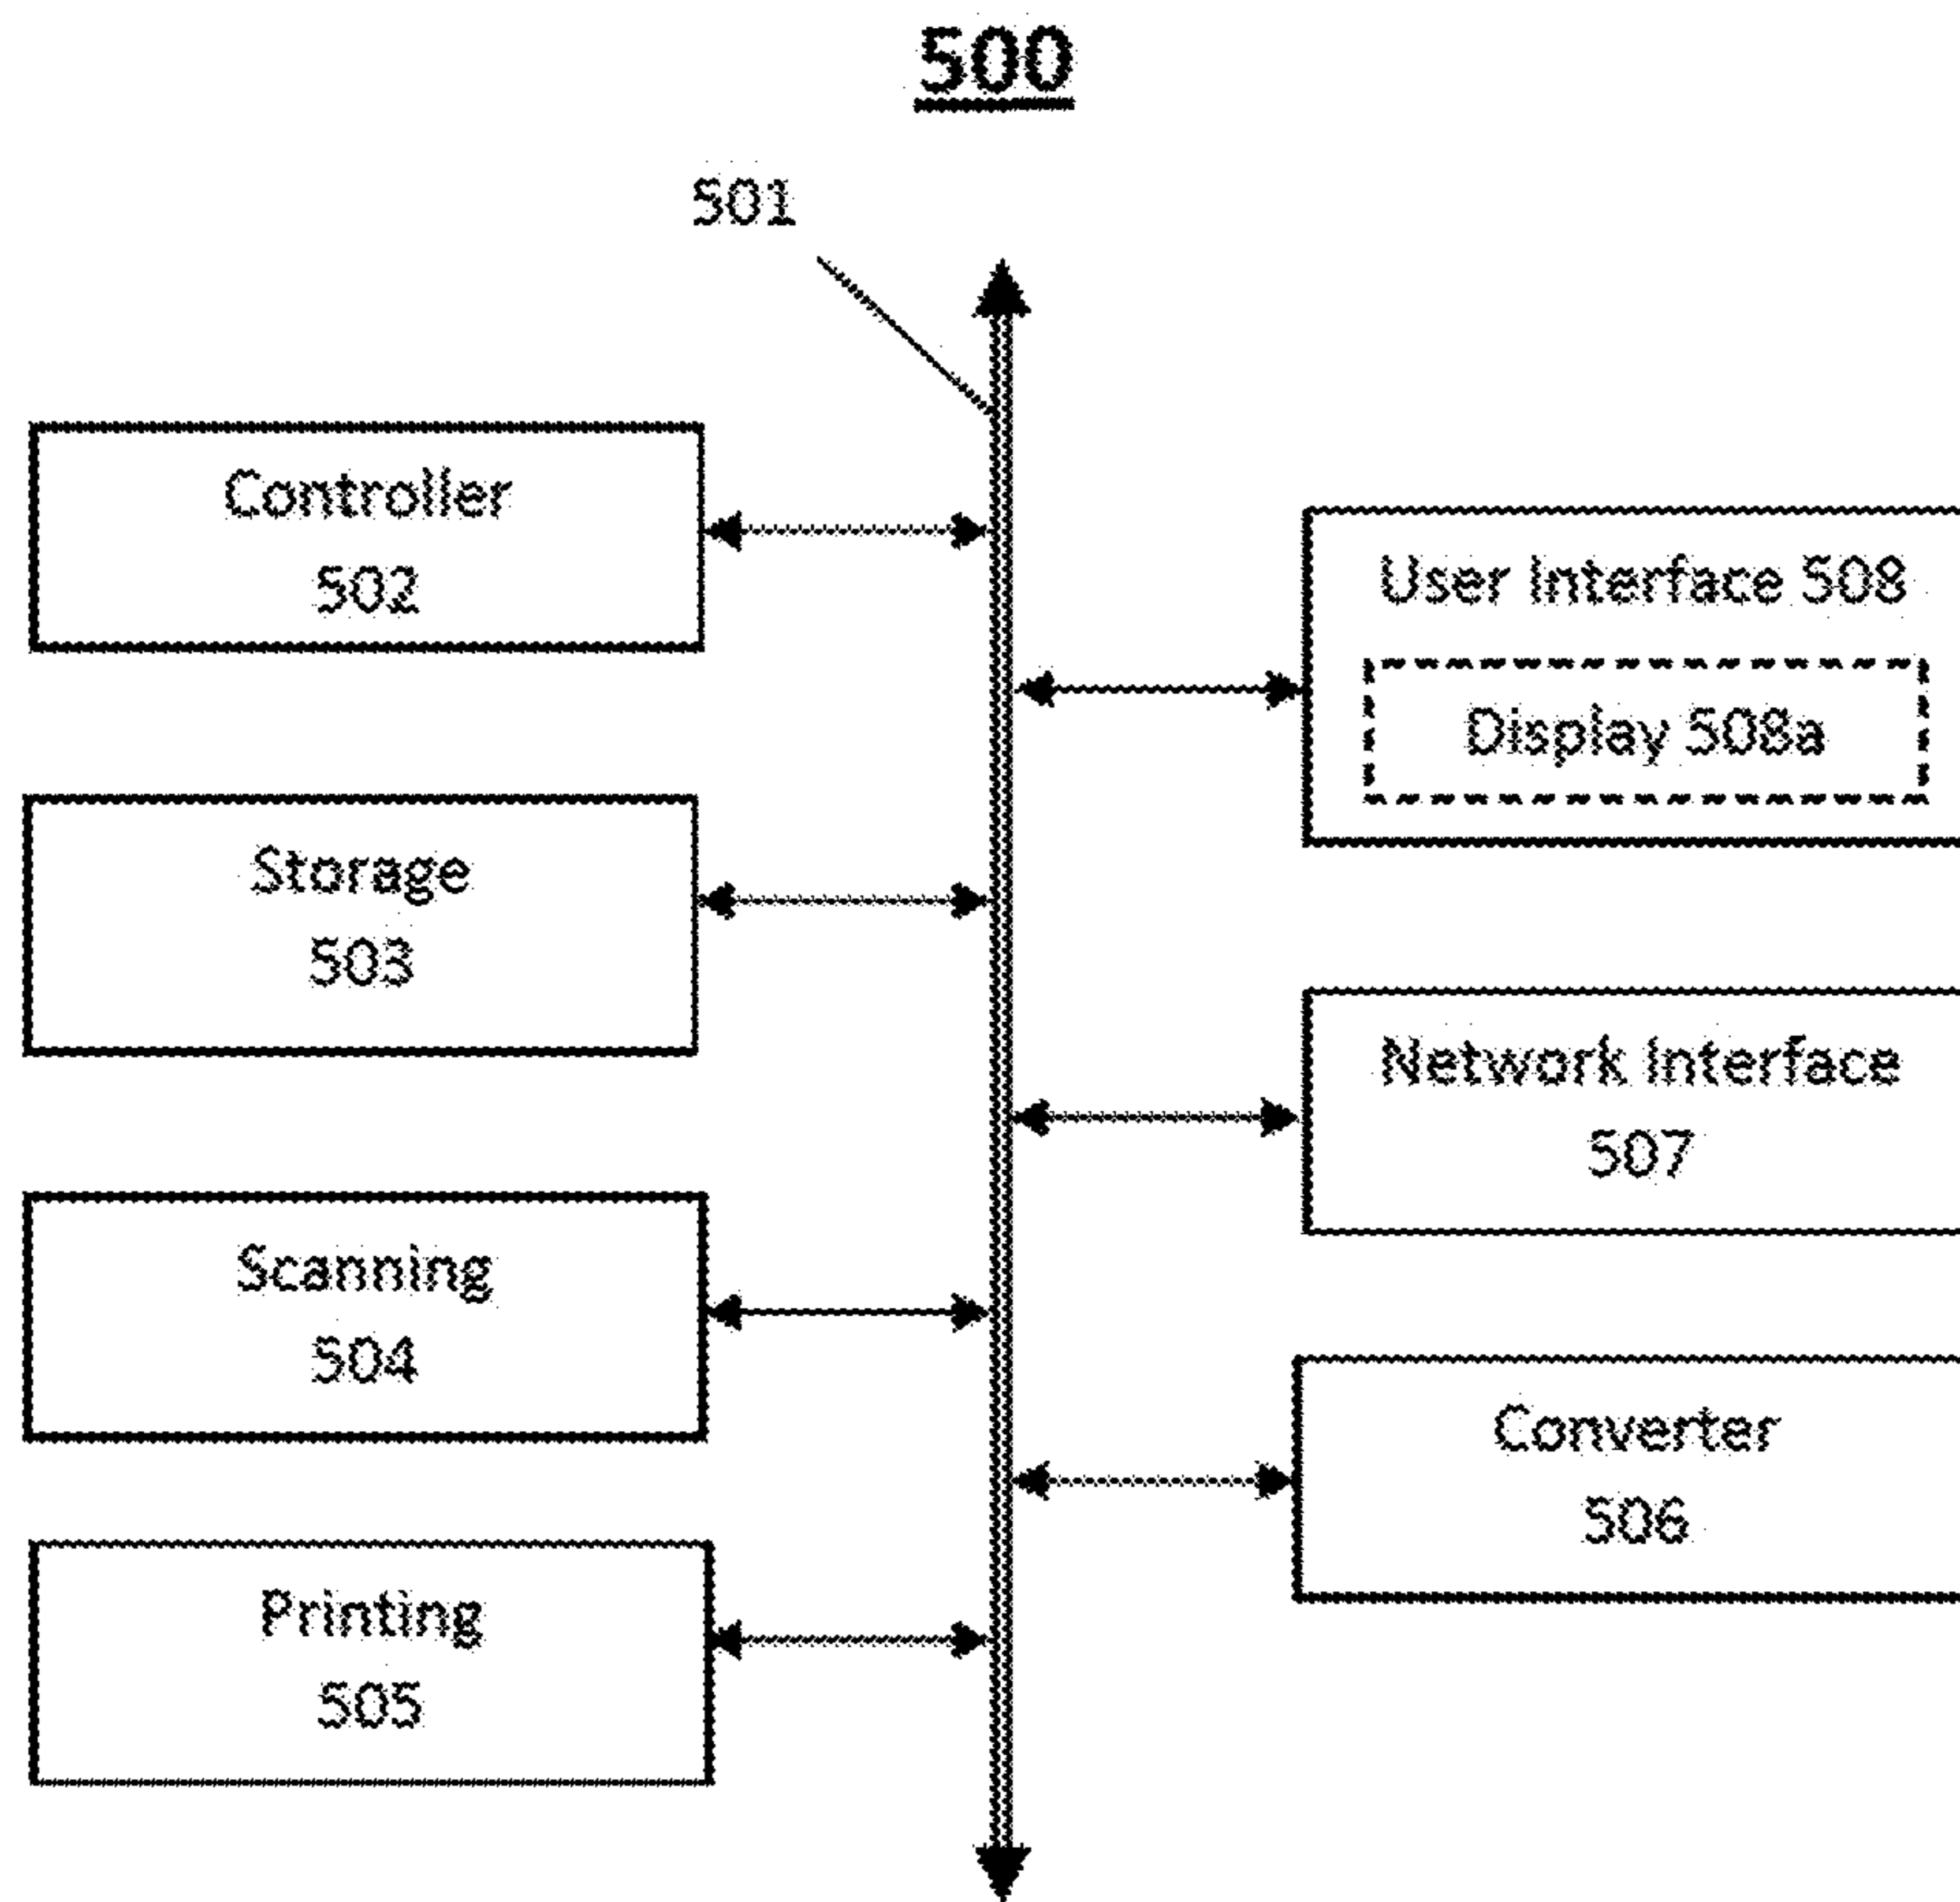 500
501
Controller
502
User Interface 508
Display 508a
Storage
503
Network Interface
507
Scanning
504
Converter
506
Printing
505